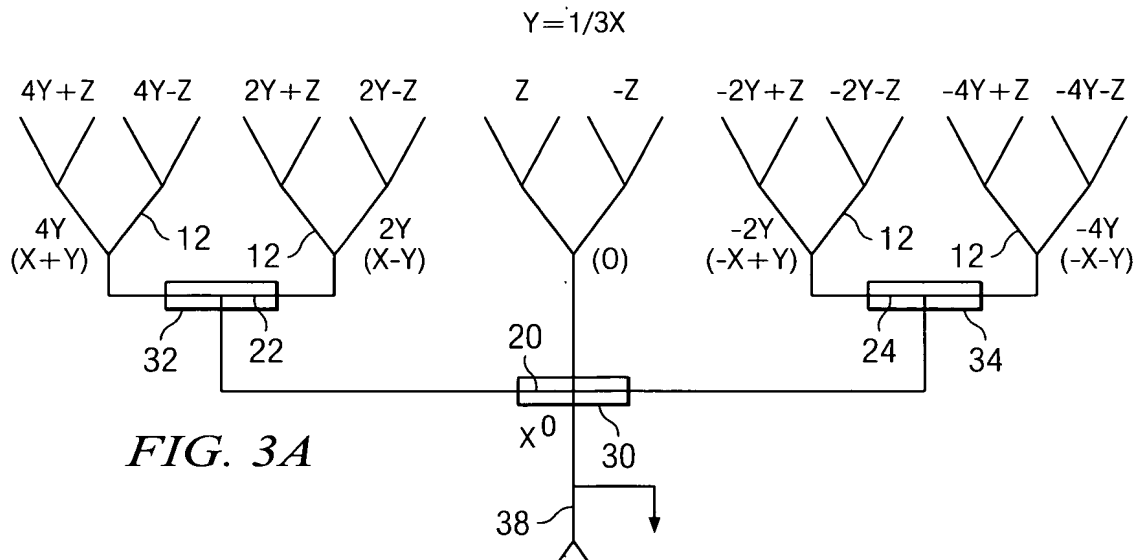 Y=1/3X
4Y+Z 4Y-Z 2Y+Z 2Y-Z Z -Z -2Y+Z -2Y-Z -4Y+Z -4Y-Z
4Y 12 12 2Y -2Y 12 12 -4Y
(X+Y) (X-Y) (0) (-X+Y) (-X-Y)
32 22 20 24 34
X0 30
FIG. 3A
38